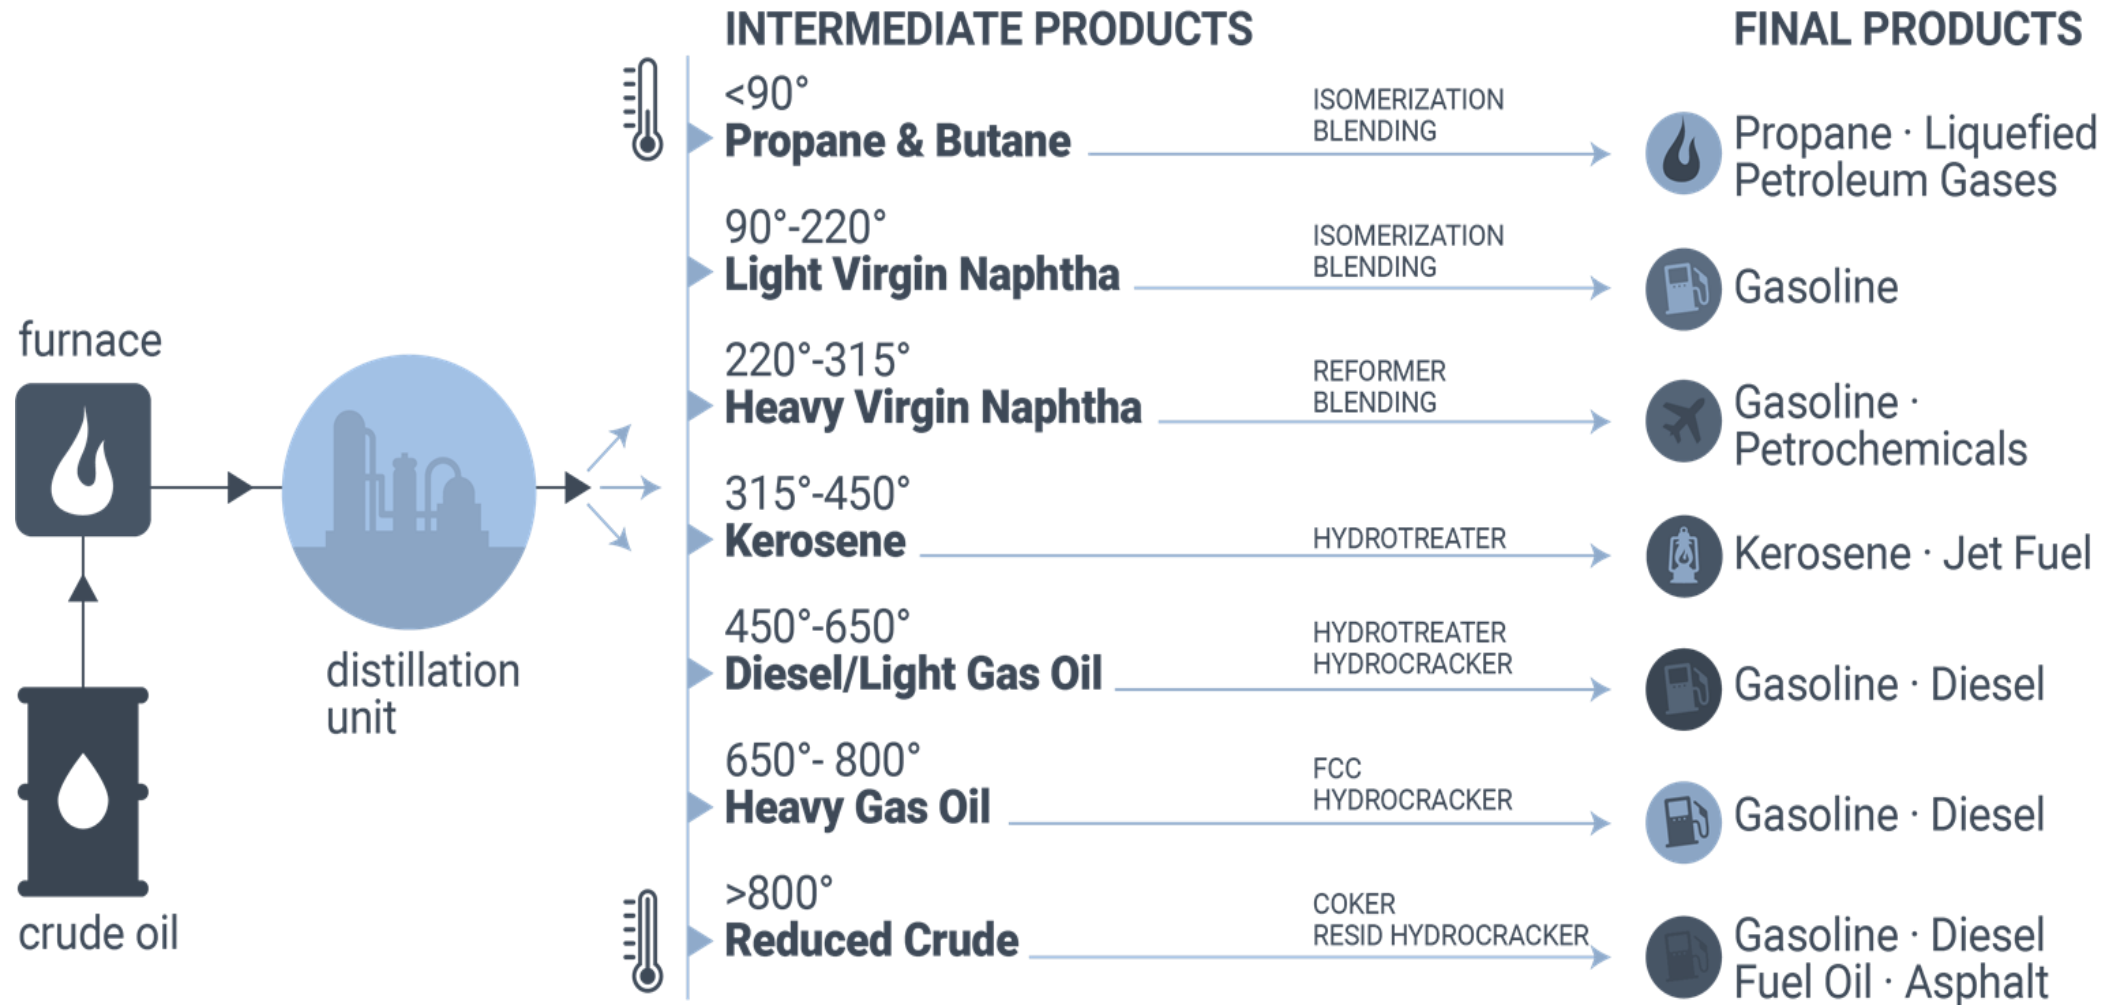 INTERMEDIATE PRODUCTS
FINAL PRODUCTS
<90°
Propane & Butane
ISOMERIZATION
BLENDING
Propane · Liquefied
Petroleum Gases
90°-220°
Light Virgin Naphtha
ISOMERIZATION
BLENDING
Gasoline
220°-315°
Heavy Virgin Naphtha
REFORMER
BLENDING
Gasoline ·
Petrochemicals
315°-450°
Kerosene
HYDROTREATER
Kerosene · Jet Fuel
450°-650°
Diesel/Light Gas Oil
HYDROTREATER
HYDROCRACKER
Gasoline · Diesel
650°- 800°
Heavy Gas Oil
FCC
HYDROCRACKER
Gasoline · Diesel
>800°
Reduced Crude
COKER
RESID HYDROCRACKER
Gasoline · Diesel
Fuel Oil · Asphalt
furnace
distillation
unit
crude oil